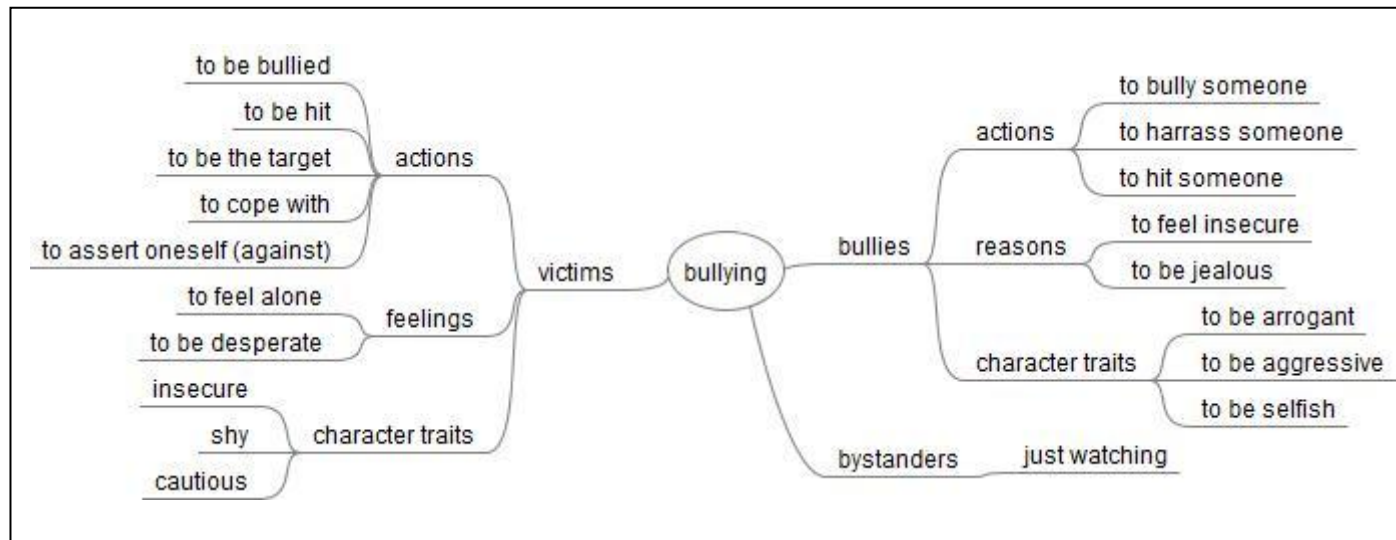 bullying
victims
actions
to be bullied
to be hit
to be the target
to cope with
to assert oneself (against)
feelings
to feel alone
to be desperate
character traits
insecure
shy
cautious
bullies
actions
to bully someone
to harrass someone
to hit someone
reasons
to feel insecure
to be jealous
character traits
to be arrogant
to be aggressive
to be selfish
bystanders
just watching